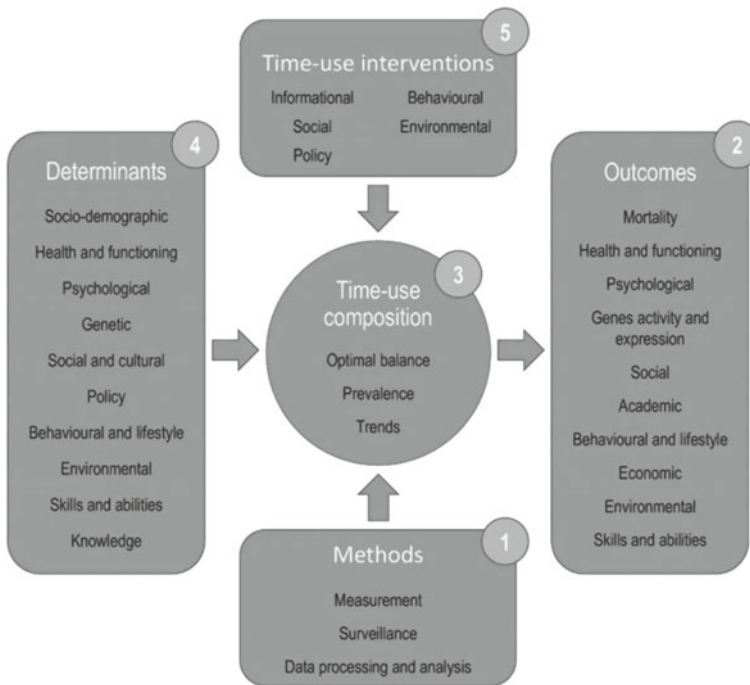 5
Time-use interventions
Informational Behavioural
Social Environmental
Policy
4
Determinants
Socio-demographic
Health and functioning
Psychological
Genetic
Social and cultural
Policy
Behavioural and lifestyle
Environmental
Skills and abilities
Knowledge
3
Time-use
composition
Optimal balance
Prevalence
Trends
2
Outcomes
Mortality
Health and functioning
Psychological
Genes activity and
expression
Social
Academic
Behavioural and lifestyle
Economic
Environmental
Skills and abilities
1
Methods
Measurement
Surveillance
Data processing and analysis